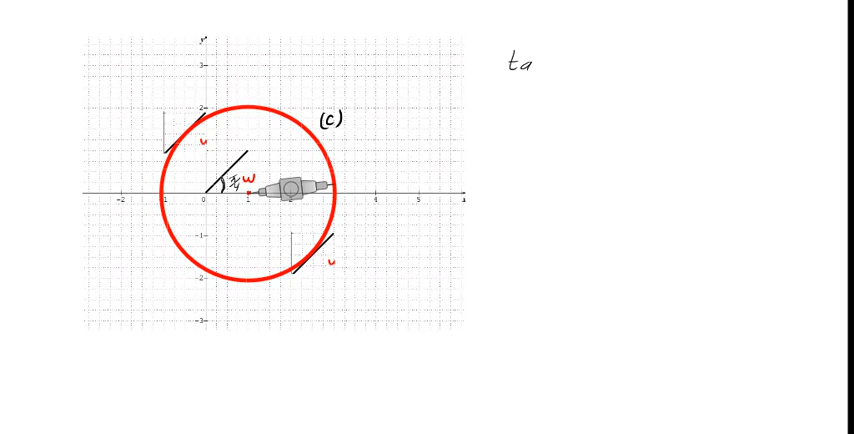 ta
y
3
2
(C)
u
π/4 w
-2 -1 0 1 2 4 5 x
-1
u
-2
-3